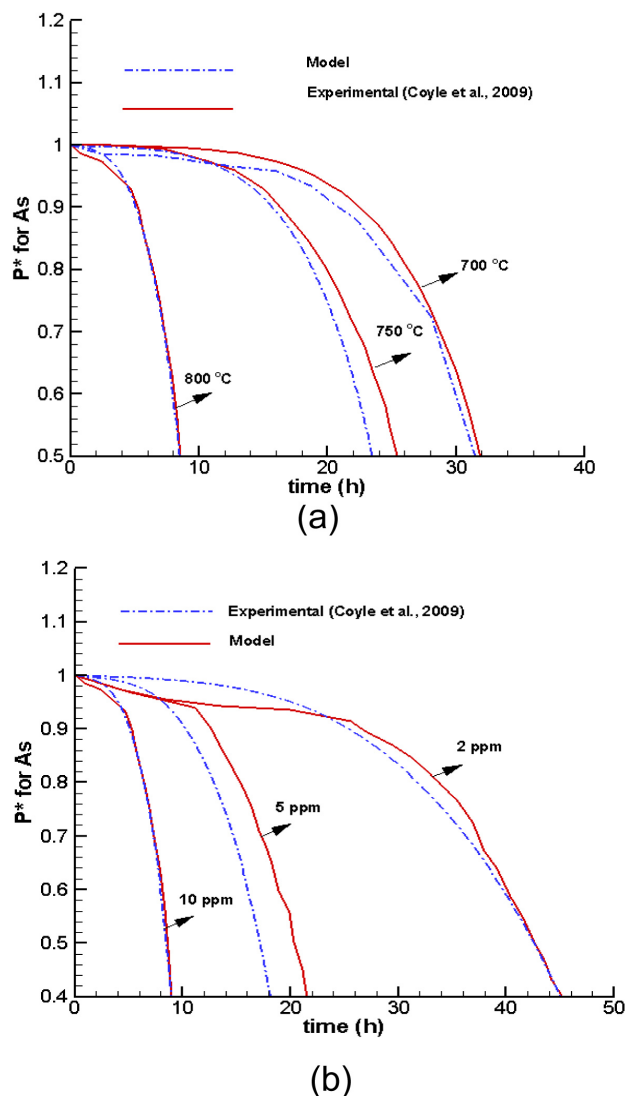 1.2
Model
1.1
Experimental (Coyle et al., 2009)
1
0.9
P* for As
0.8
700 °C
0.7
750 °C
0.6
800 °C
0.5
0 10 20 30 40
time (h)
(a)
1.2
1.1
Experimental (Coyle et al., 2009)
Model
1
0.9
2 ppm
P* for As
0.8
5 ppm
0.7
0.6
10 ppm
0.5
0.4
0 10 20 30 40 50
time (h)
(b)